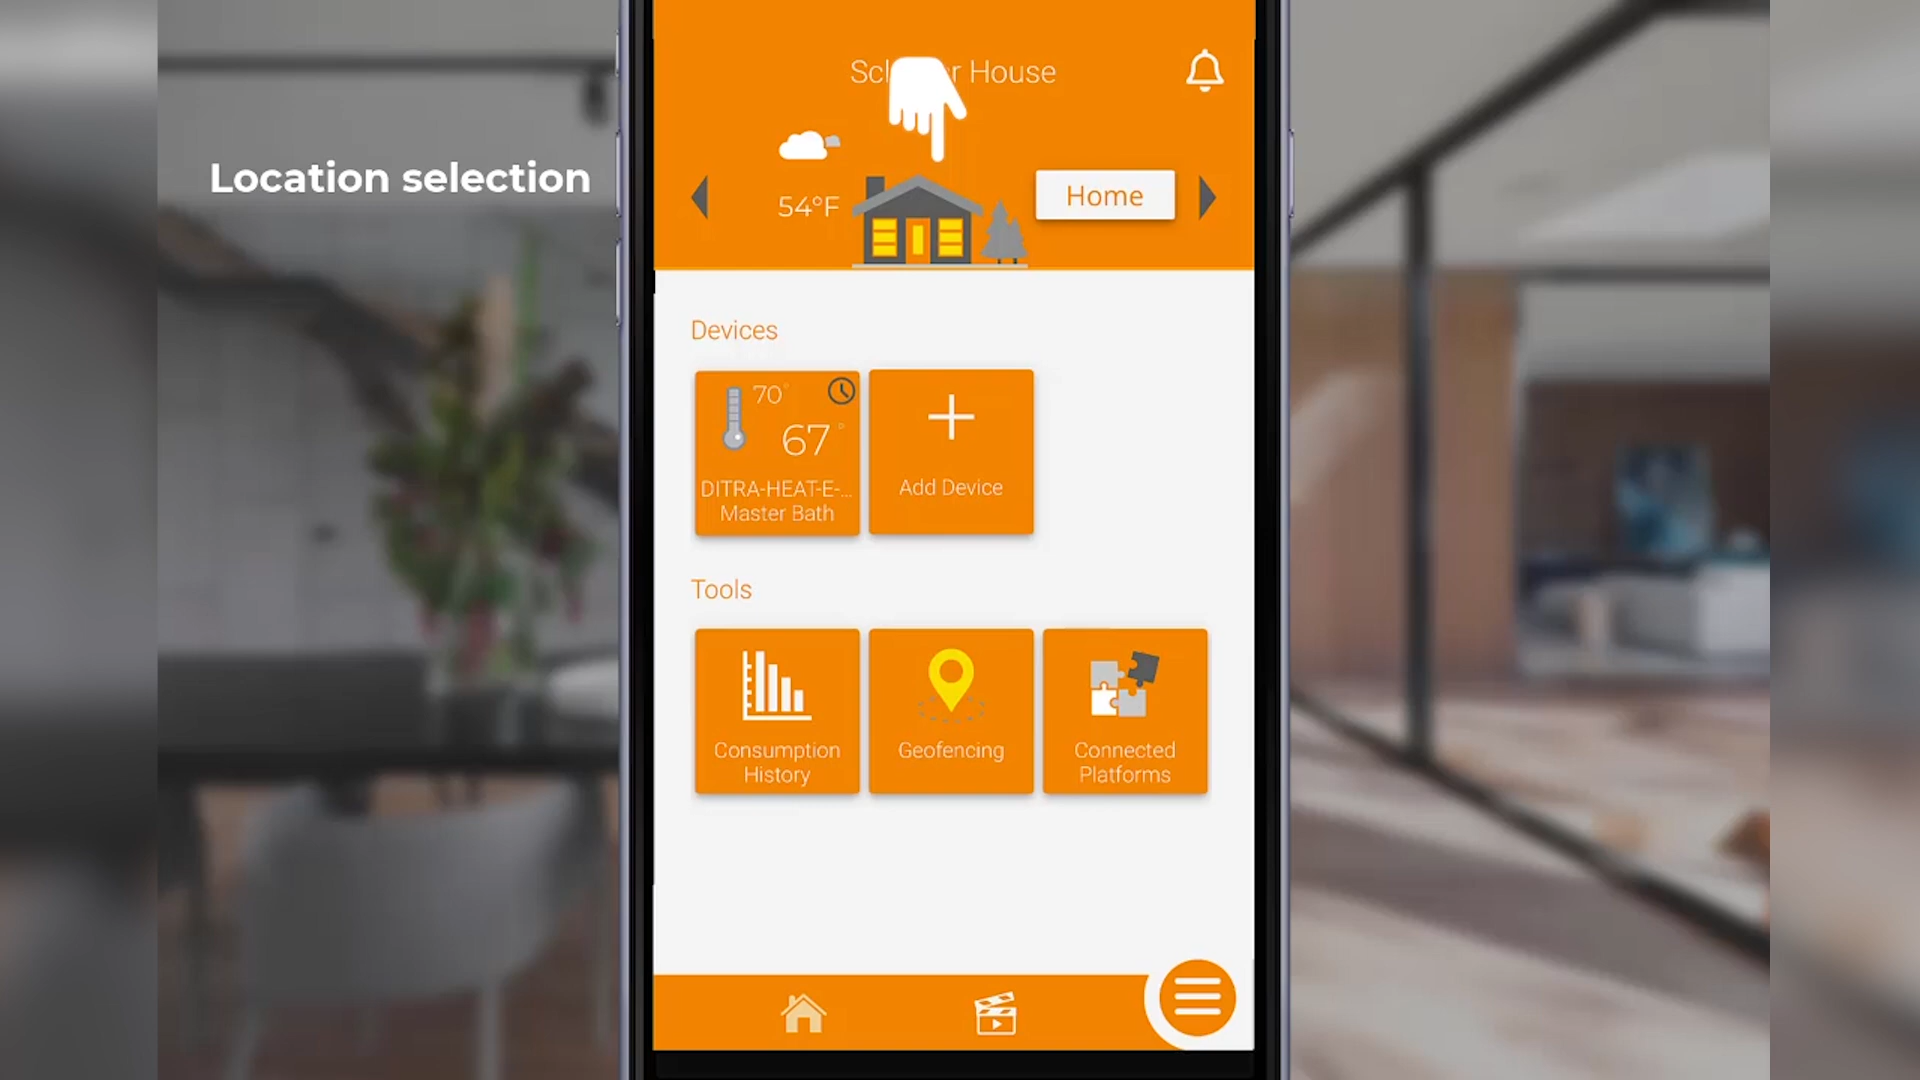 Location selection
House
54°F
Home
Devices
70°
67°
DITRA-HEAT-E-...
Master Bath
Add Device
Tools
Consumption
History
Geofencing
Connected
Platforms